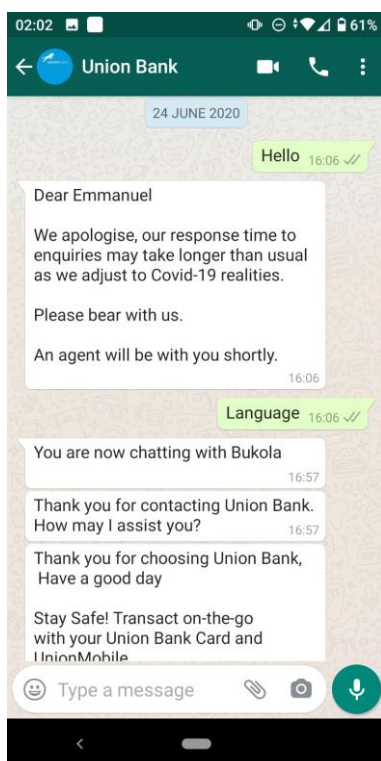 02:02 61%
Union Bank
24 JUNE 2020
Hello 16:06
Dear Emmanuel
We apologise, our response time to
enquiries may take longer than usual
as we adjust to Covid-19 realities.
Please bear with us.
An agent will be with you shortly.
16:06
Language 16:06
You are now chatting with Bukola
16:57
Thank you for contacting Union Bank.
How may I assist you? 16:57
Thank you for choosing Union Bank,
Have a good day
Stay Safe! Transact on-the-go
with your Union Bank Card and
UnionMobile
Type a message